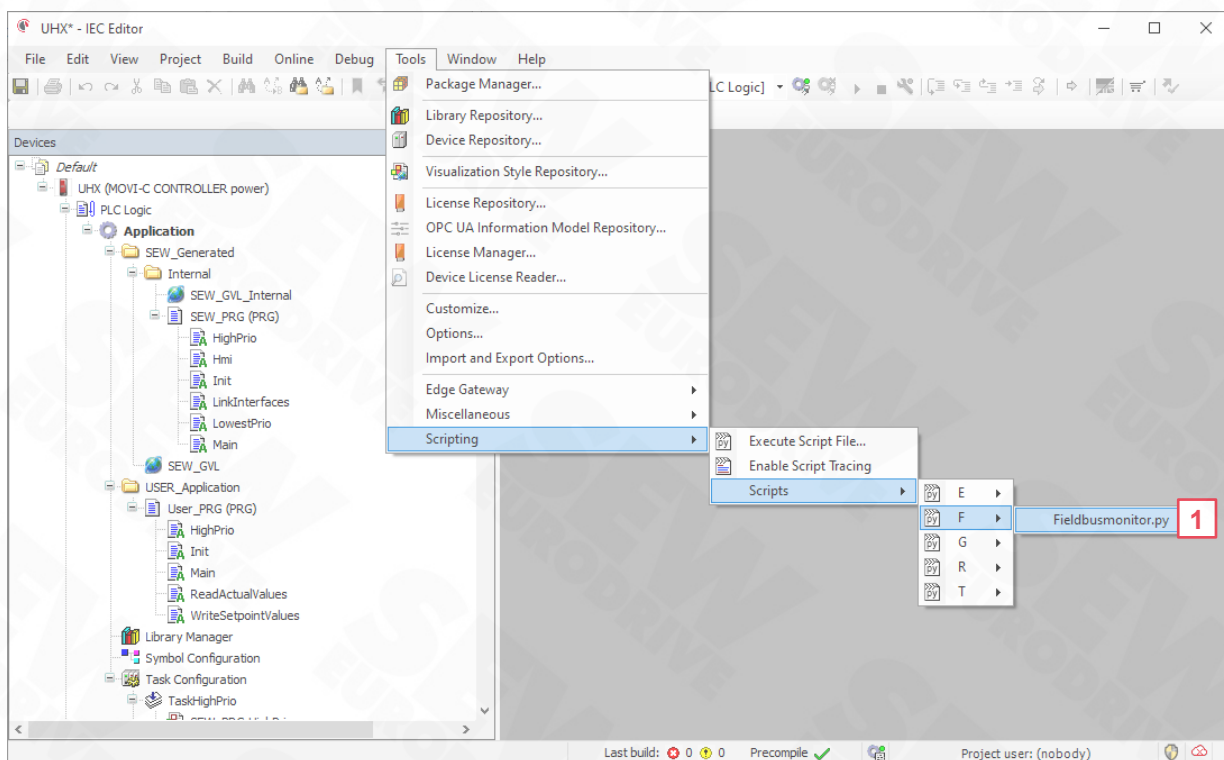 UHX* - IEC Editor
File Edit View Project Build Online Debug Tools Window Help
LC Logic]
Devices
Default
UHX (MOVI-C CONTROLLER power)
PLC Logic
Application
SEW_Generated
Internal
SEW_GVL_Internal
SEW_PRG (PRG)
HighPrio
Hmi
Init
LinkInterfaces
LowestPrio
Main
SEW_GVL
USER_Application
User_PRG (PRG)
HighPrio
Init
Main
ReadActualValues
WriteSetpointValues
Library Manager
Symbol Configuration
Task Configuration
TaskHighPrio
Package Manager...
Library Repository...
Device Repository...
Visualization Style Repository...
License Repository...
OPC UA Information Model Repository...
License Manager...
Device License Reader...
Customize...
Options...
Import and Export Options...
Edge Gateway
Miscellaneous
Scripting
Execute Script File...
Enable Script Tracing
Scripts
E
F
G
R
T
Fieldbusmonitor.py
1
Last build: 0 0 Precompile Project user: (nobody)